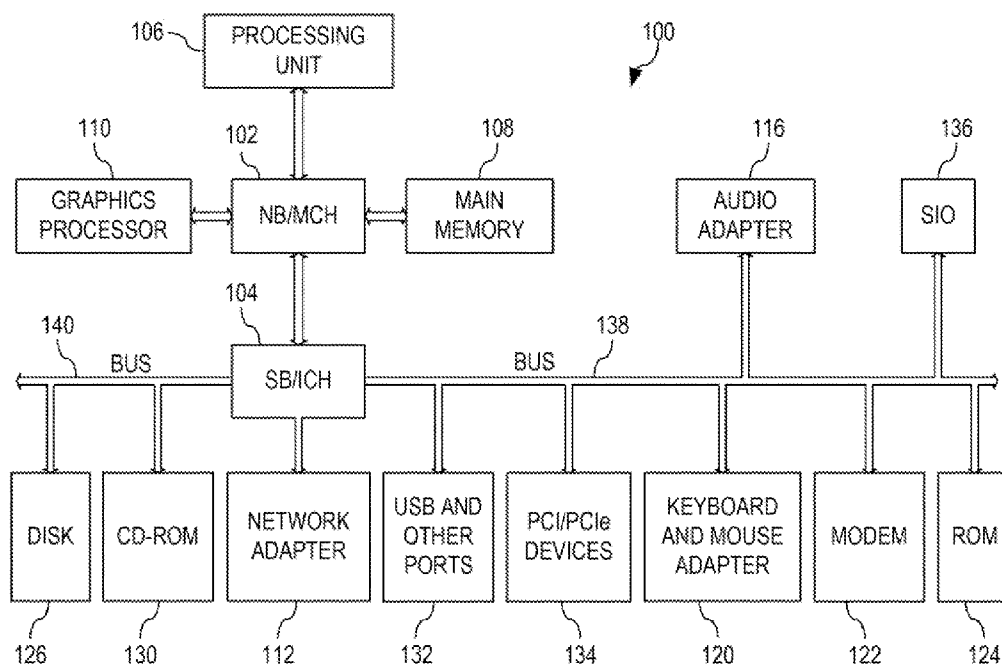 106
PROCESSING
UNIT
100
110
102
108
116
136
GRAPHICS
PROCESSOR
NB/MCH
MAIN
MEMORY
AUDIO
ADAPTER
SIO
104
140
138
BUS
SB/ICH
BUS
DISK
CD-ROM
NETWORK
ADAPTER
USB AND
OTHER
PORTS
PCI/PCIe
DEVICES
KEYBOARD
AND MOUSE
ADAPTER
MODEM
ROM
126
130
112
132
134
120
122
124